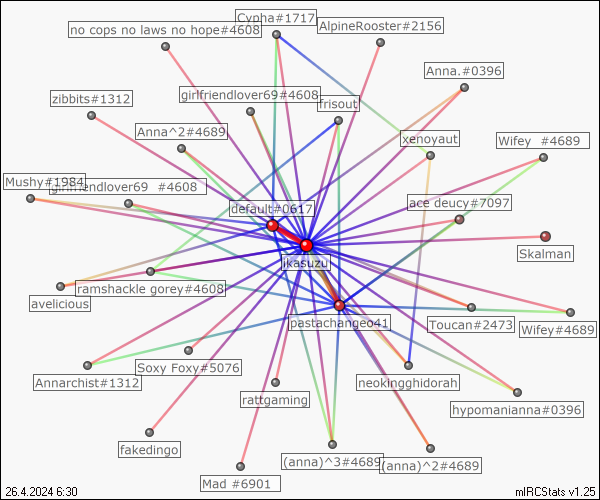 Cypha#1717
AlpineRooster#2156
no cops no laws no hope#4608
Anna.#0396
girlfriendlover69#4608
zibbits#1312
frisout
Anna^2#4689
xenoyaut
Wifey  #4689
Mushy#1984
girlfriendlover69  #4608
ace deucy#7097
default#0617
Skalman
jkasuzu
ramshackle gorey#4608
avelicious
pastachangeo41
Toucan#2473
Wifey#4689
Soxy Foxy#5076
Annarchist#1312
neokingghidorah
rattgaming
hypomanianna#0396
fakedingo
(anna)^3#4689
(anna)^2#4689
Mad #6901
26.4.2024 6:30
mIRCStats v1.25